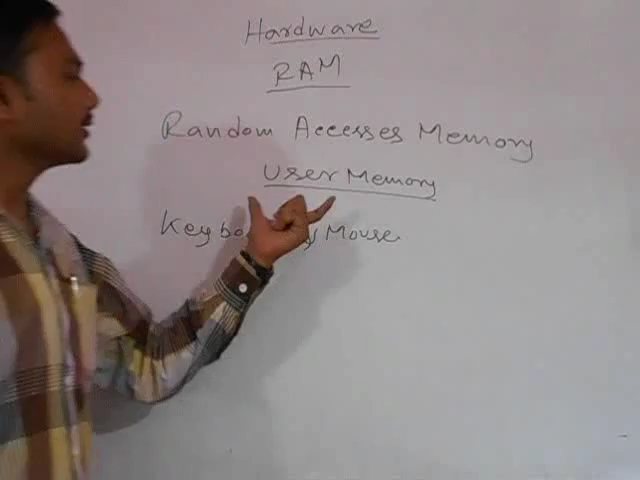 Hardware
RAM
Random Accesses Memory
User Memory
Mouse